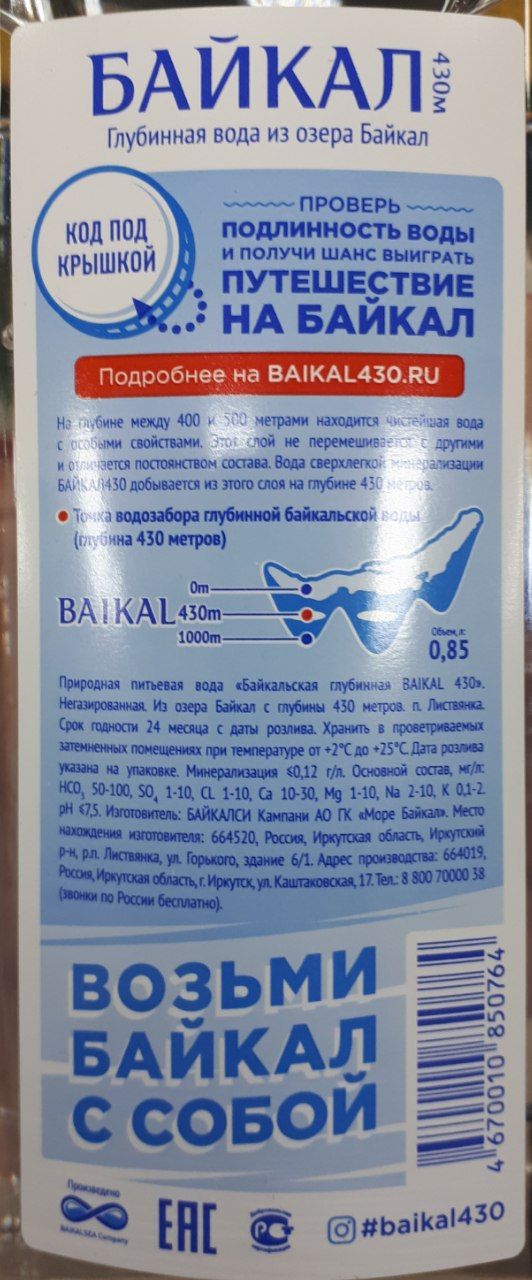 БАЙКАЛ 430м
Глубинная вода из озера Байкал
КОД ПОД
КРЫШКОЙ
ПРОВЕРЬ
ПОДЛИННОСТЬ ВОДЫ
И ПОЛУЧИ ШАНС ВЫИГРАТЬ
ПУТЕШЕСТВИЕ
НА БАЙКАЛ
Подробнее на BAIKAL430.RU
На глубине между 400 и 500 метрами находится чистейшая вода
с особыми свойствами. Этот слой не перемешивается с другими
и отличается постоянством состава. Вода сверхлегкой минерализации
БАЙКАЛ430 добывается из этого слоя на глубине 430 метров.
Точка водозабора глубинной байкальской воды
(глубина 430 метров)
0m
BAIKAL 430m
1000m
Объем, л:
0,85
Природная питьевая вода «Байкальская глубинная BAIKAL 430».
Негазированная. Из озера Байкал с глубины 430 метров. п. Листвянка.
Срок годности 24 месяца с даты розлива. Хранить в проветриваемых
затемненных помещениях при температуре от +2°C до +25°C. Дата розлива
указана на упаковке. Минерализация ≤0,12 г/л. Основной состав, мг/л:
HCO3 50-100, SO4 1-10, CL 1-10, Ca 10-30, Mg 1-10, Na 2-10, K 0,1-2.
pH ≤7,5. Изготовитель: БАЙКАЛСИ Кампани АО ГК «Море Байкал». Место
нахождения изготовителя: 664520, Россия, Иркутская область, Иркутский
р-н, р.п. Листвянка, ул. Горького, здание 6/1. Адрес производства: 664019,
Россия, Иркутская область, г. Иркутск, ул. Каштаковская, 17. Тел.: 8 800 70000 38
(звонки по России бесплатно).
ВОЗЬМИ
БАЙКАЛ
С СОБОЙ
4 670010 850764
Произведено
BAIKALSEA Company
ЕАС
Добровольная
сертификация
#baikal430